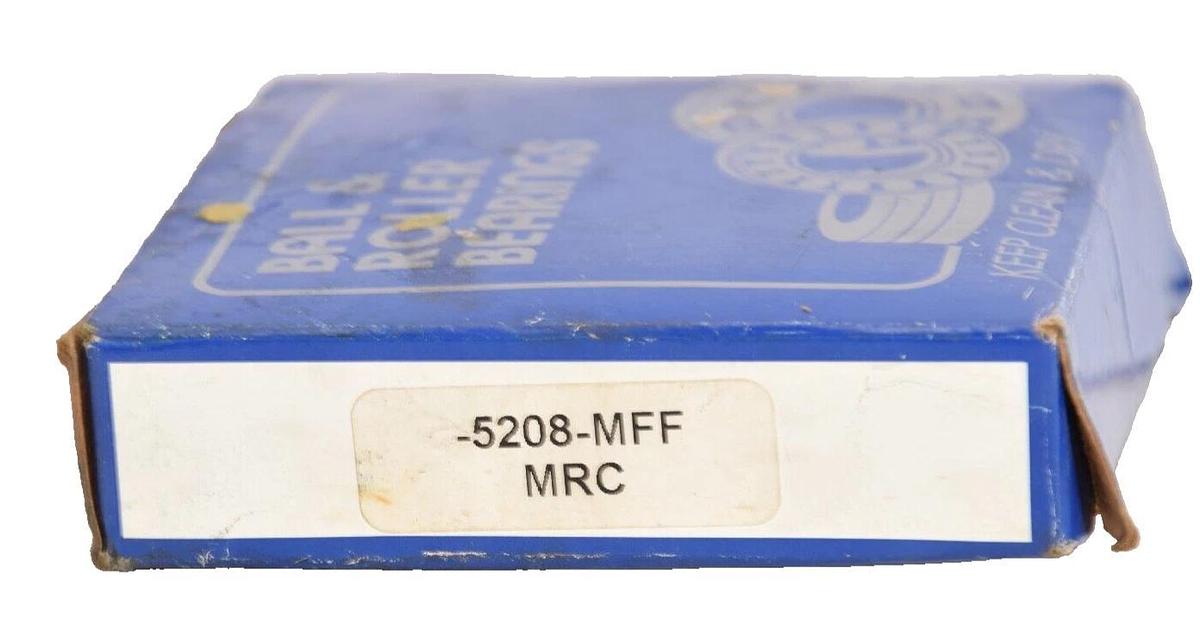 BALL &
ROLLER
BEARINGS
KEEP CLEAN & DRY
-5208-MFF
MRC